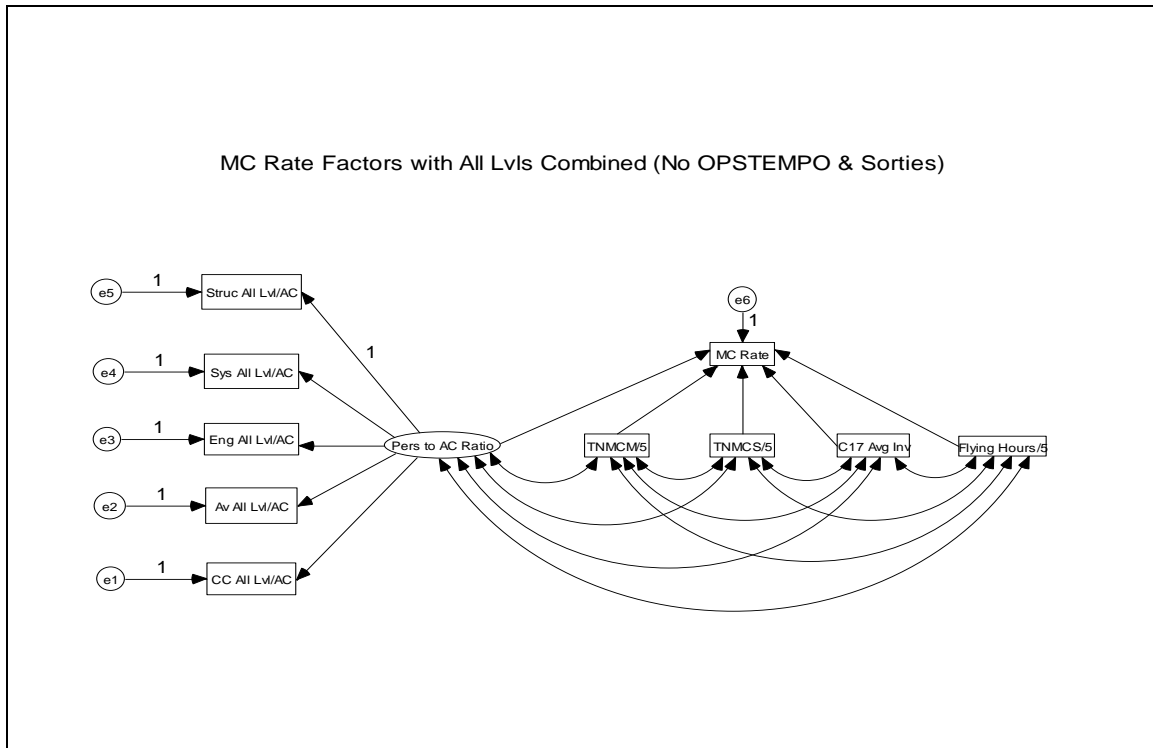 MC Rate Factors with All Lvls Combined (No OPSTEMPO & Sorties)
e5
1
Struc All Lvl/AC
e4
1
Sys All Lvl/AC
e3
1
Eng All Lvl/AC
e2
1
Av All Lvl/AC
e1
1
CC All Lvl/AC
1
Pers to AC Ratio
e6
1
MC Rate
TNMCM/5
TNMCS/5
C17 Avg Inv
Flying Hours/5